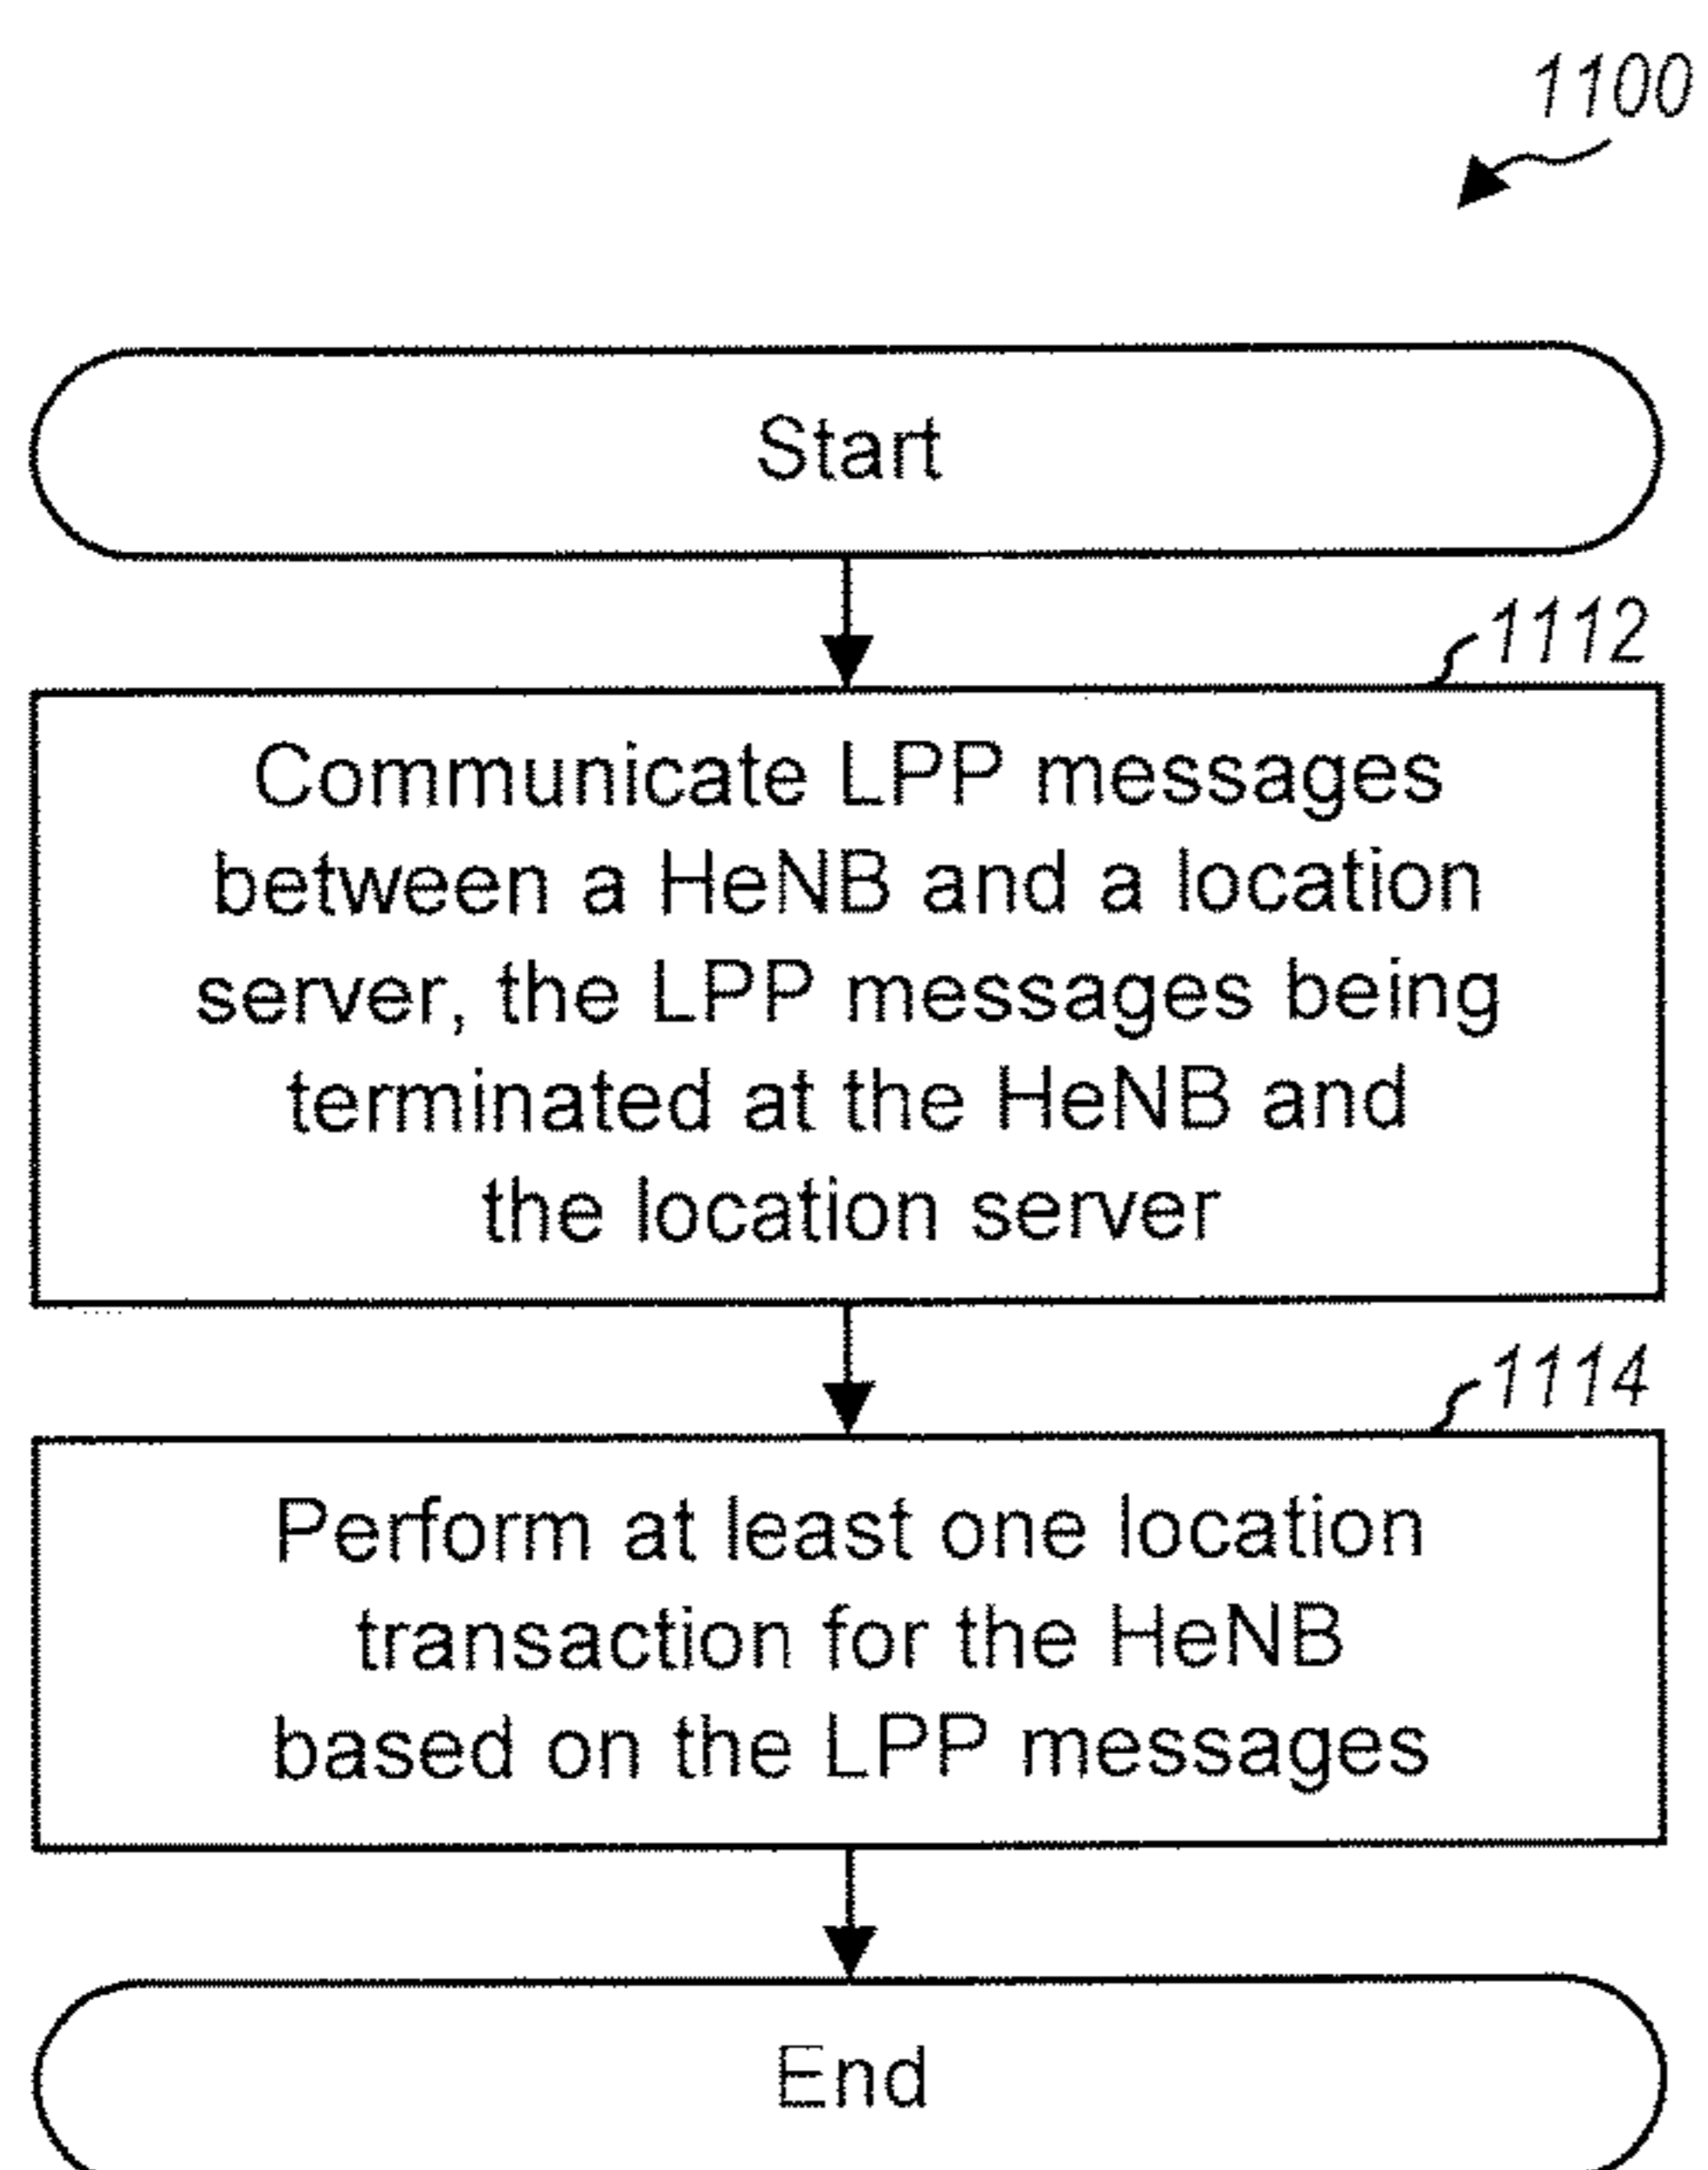 1100
Start
1112
Communicate LPP messages
between a HeNB and a location
server, the LPP messages being
terminated at the HeNB and
the location server
1114
Perform at least one location
transaction for the HeNB
based on the LPP messages
End